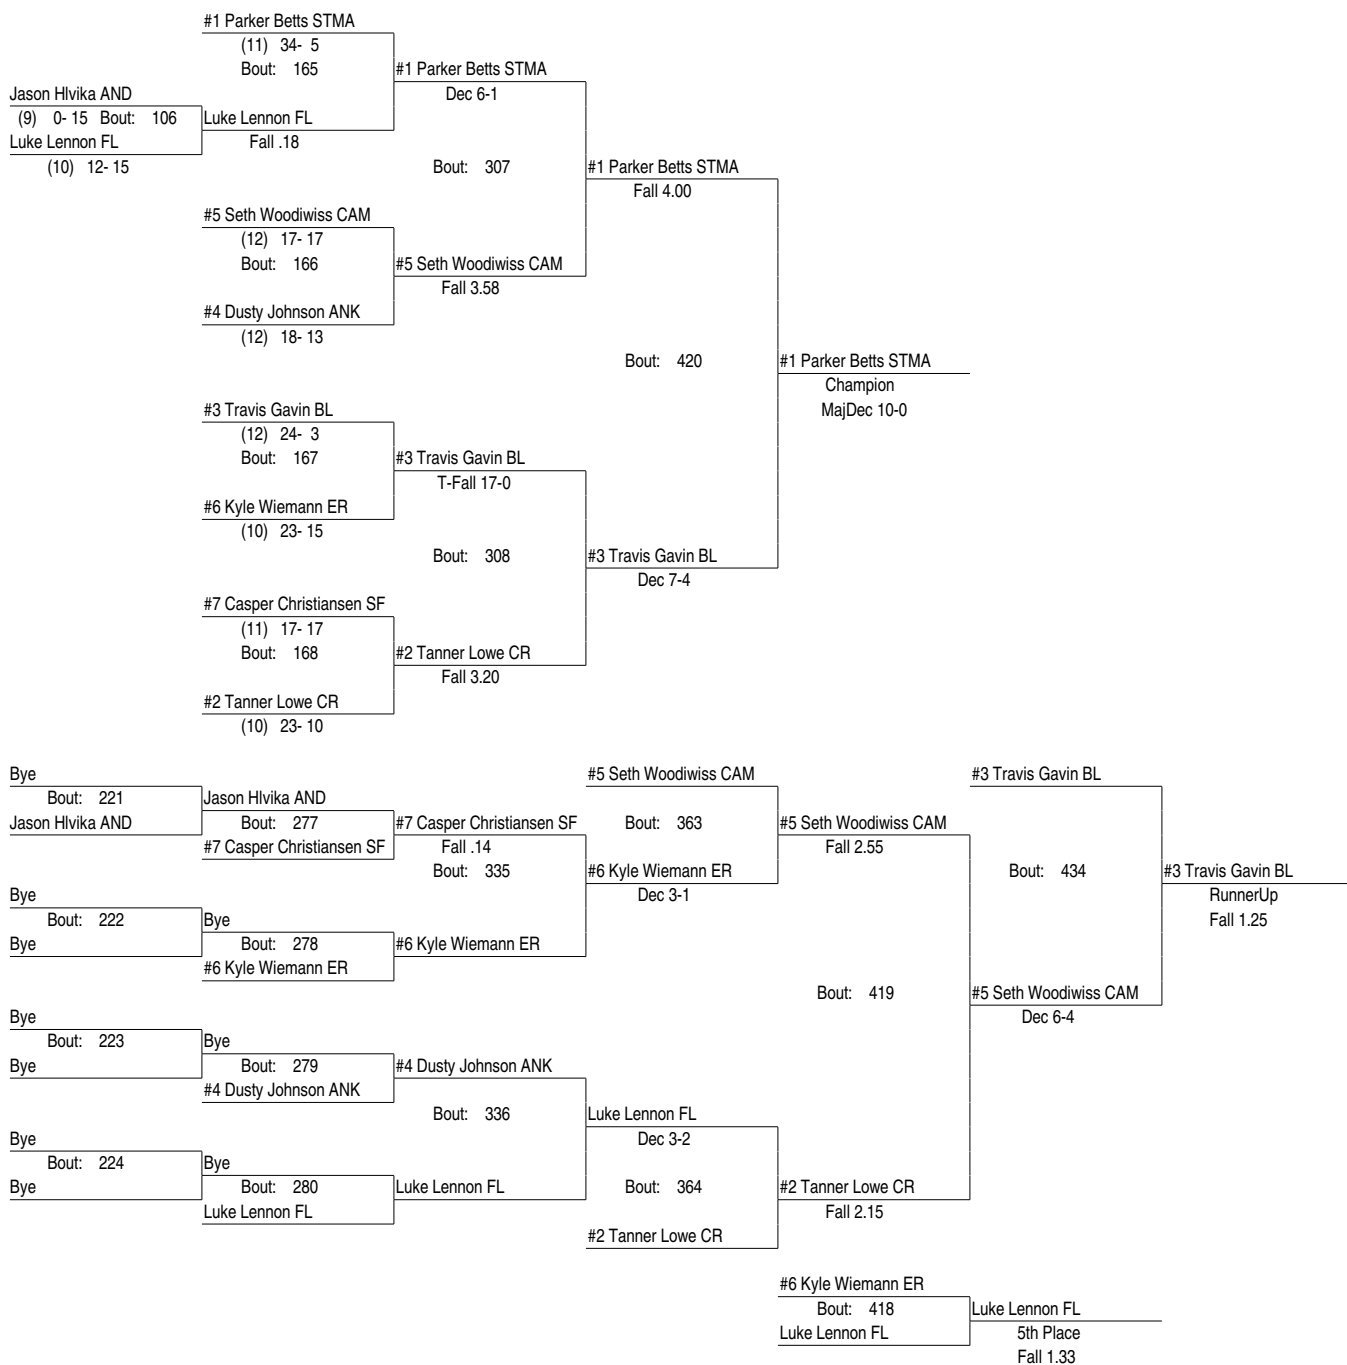 #1 Parker Betts STMA
(11) 34- 5
Bout: 165
#1 Parker Betts STMA
Dec 6-1
Jason Hlvika AND
(9) 0- 15 Bout: 106
Luke Lennon FL
Luke Lennon FL
Fall .18
(10) 12- 15
Bout: 307
#1 Parker Betts STMA
Fall 4.00
#5 Seth Woodiwiss CAM
(12) 17- 17
Bout: 166
#5 Seth Woodiwiss CAM
Fall 3.58
#4 Dusty Johnson ANK
(12) 18- 13
Bout: 420
#1 Parker Betts STMA
Champion
MajDec 10-0
#3 Travis Gavin BL
(12) 24- 3
Bout: 167
#3 Travis Gavin BL
T-Fall 17-0
#6 Kyle Wiemann ER
(10) 23- 15
Bout: 308
#3 Travis Gavin BL
Dec 7-4
#7 Casper Christiansen SF
(11) 17- 17
Bout: 168
#2 Tanner Lowe CR
Fall 3.20
#2 Tanner Lowe CR
(10) 23- 10
Bye
#5 Seth Woodiwiss CAM
#3 Travis Gavin BL
Bout: 221
Jason Hlvika AND
Jason Hlvika AND
Bout: 277
#7 Casper Christiansen SF
Bout: 363
#5 Seth Woodiwiss CAM
#7 Casper Christiansen SF
Fall .14
Fall 2.55
Bout: 335
#6 Kyle Wiemann ER
Bout: 434
#3 Travis Gavin BL
Bye
Dec 3-1
RunnerUp
Bout: 222
Bye
Fall 1.25
Bye
Bout: 278
#6 Kyle Wiemann ER
#6 Kyle Wiemann ER
Bout: 419
#5 Seth Woodiwiss CAM
Bye
Dec 6-4
Bout: 223
Bye
Bye
Bout: 279
#4 Dusty Johnson ANK
#4 Dusty Johnson ANK
Bout: 336
Luke Lennon FL
Bye
Dec 3-2
Bout: 224
Bye
Bye
Bout: 280
Luke Lennon FL
Bout: 364
#2 Tanner Lowe CR
Luke Lennon FL
Fall 2.15
#2 Tanner Lowe CR
#6 Kyle Wiemann ER
Bout: 418
Luke Lennon FL
Luke Lennon FL
5th Place
Fall 1.33